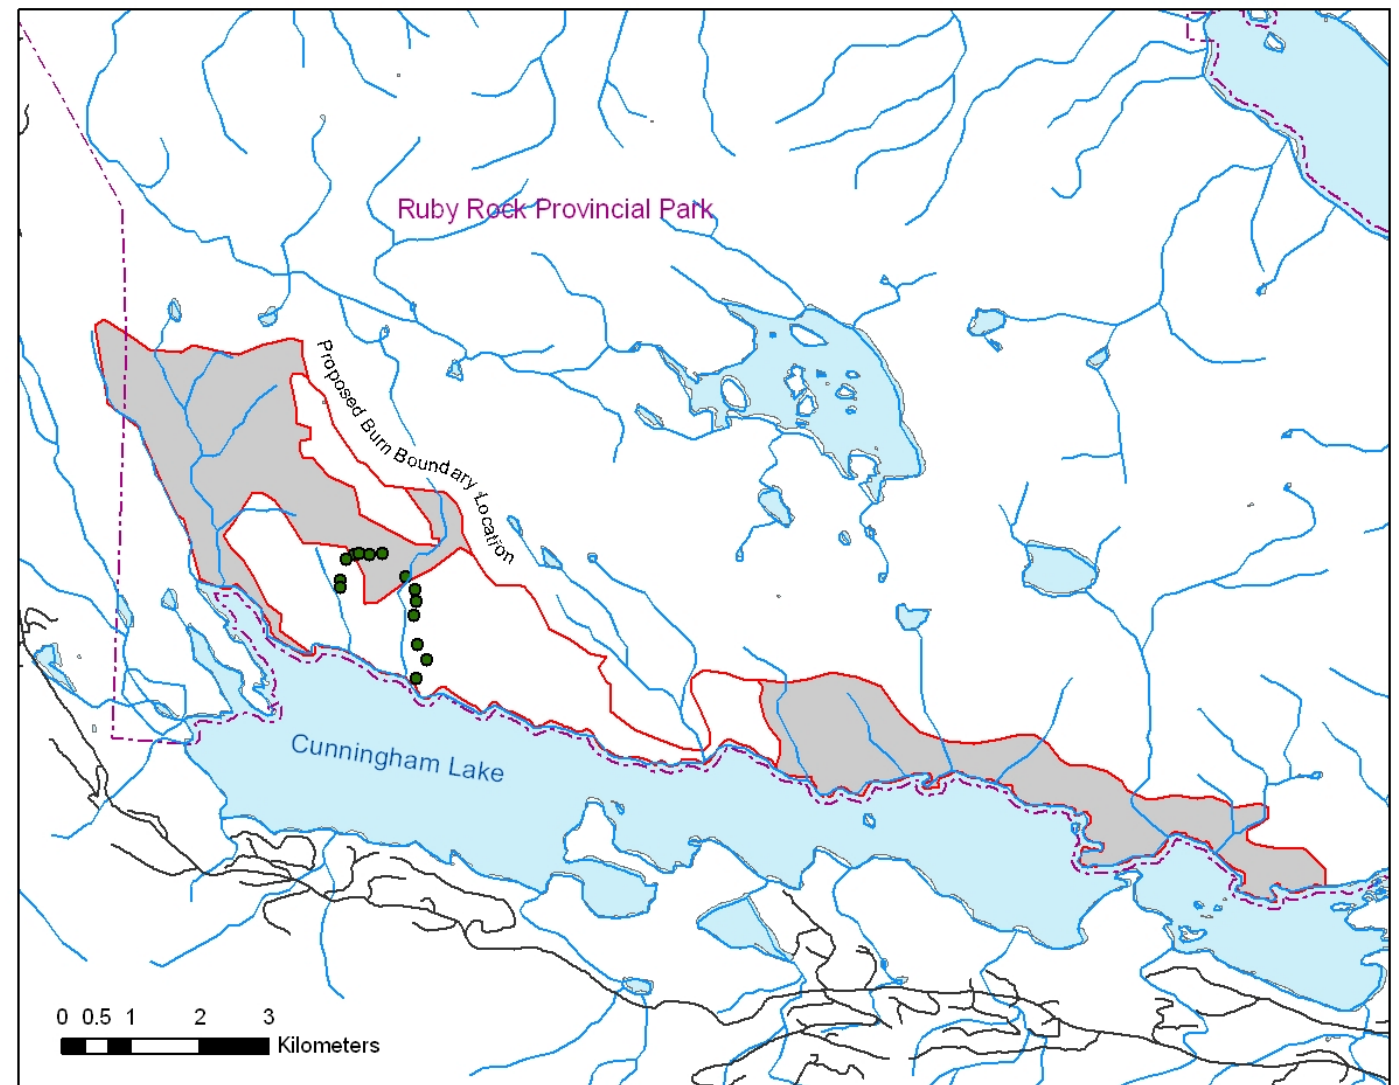 Ruby Rock Provincial Park
Proposed Burn Boundary Location
Cunningham Lake
0 0.5 1 2 3
Kilometers